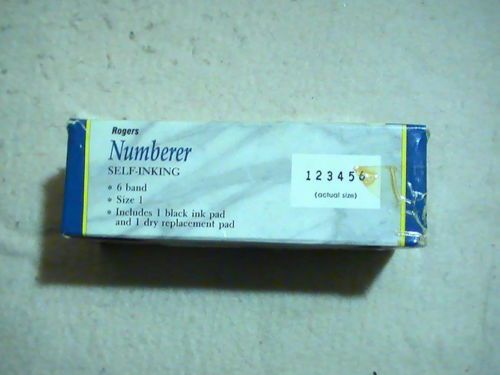 Rogers
Numberer
SELF-INKING
• 6 band
• Size 1
• Includes 1 black ink pad
and 1 dry replacement pad
123456
(actual size)